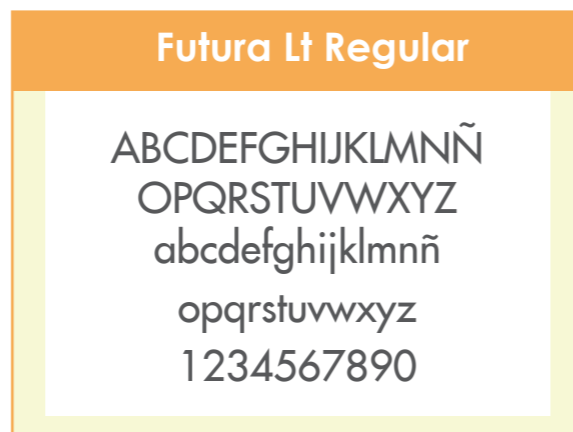 Futura Lt Regular
ABCDEFGHIJKLMNÑ
OPQRSTUVWXYZ
abcdefghijklmnñ
opqrstuvwxyz
1234567890